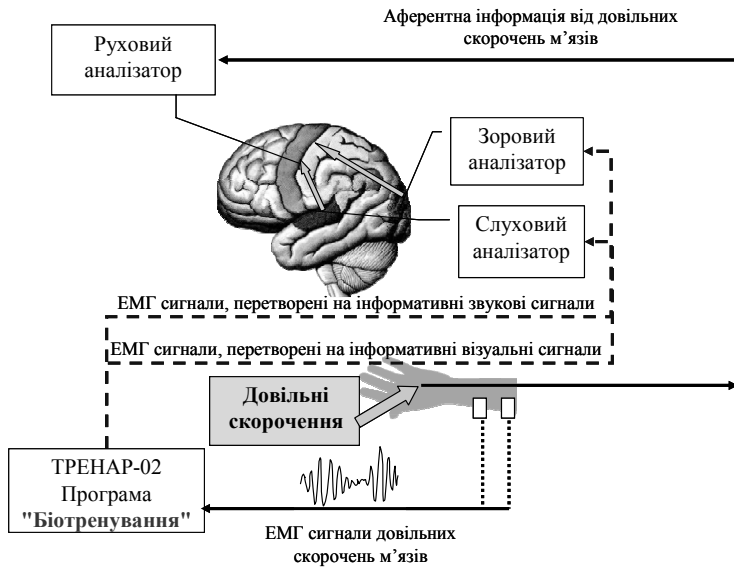 Аферентна інформація від довільних
скорочень м’язів
Руховий
аналізатор
Зоровий
аналізатор
Слуховий
аналізатор
ЕМГ сигнали, перетворені на інформативні звукові сигнали
ЕМГ сигнали, перетворені на інформативні візуальні сигнали
Довільні
скорочення
ТРЕНАР-02
Програма
"Біотренування"
ЕМГ сигнали довільних
скорочень м’язів